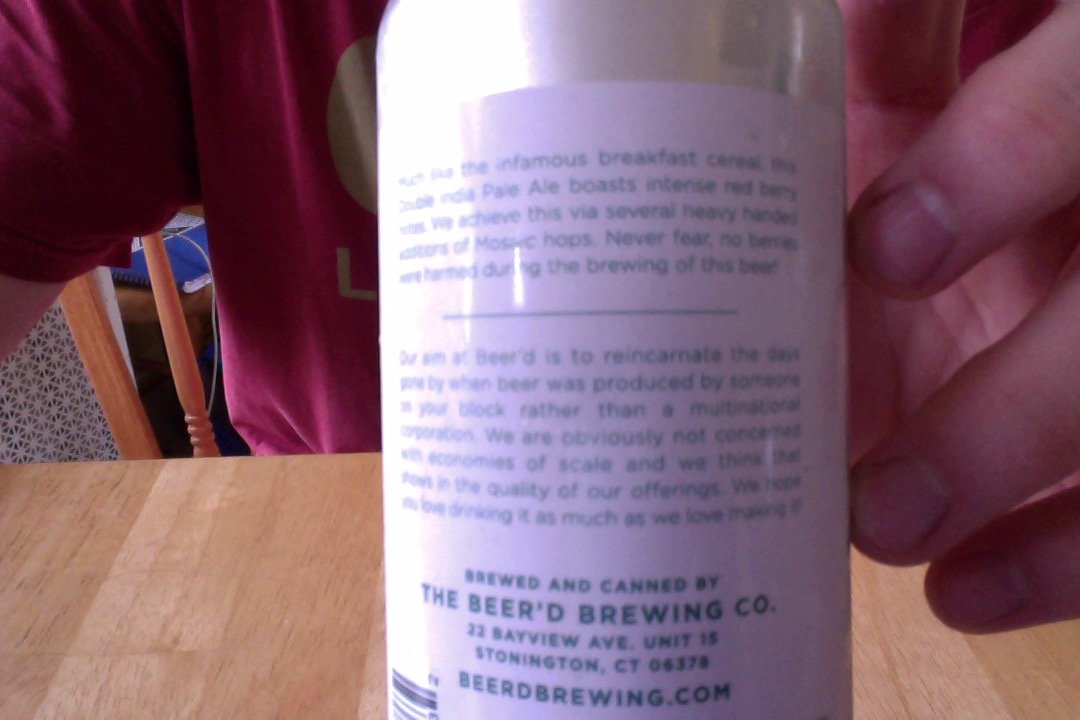 Much like the infamous breakfast cereal, this
Double India Pale Ale boasts intense red berry
notes. We achieve this via several heavy handed
additions of Mosaic hops. Never fear, no berries
were harmed during the brewing of this beer!
Our aim at Beer'd is to reincarnate the days
gone by when beer was produced by someone
on your block rather than a multinational
corporation. We are obviously not concerned
with economies of scale and we think that
shows in the quality of our offerings. We hope
you love drinking it as much as we love making it!
BREWED AND CANNED BY
THE BEER'D BREWING CO.
22 BAYVIEW AVE. UNIT 15
STONINGTON, CT 06378
BEERDBREWING.COM